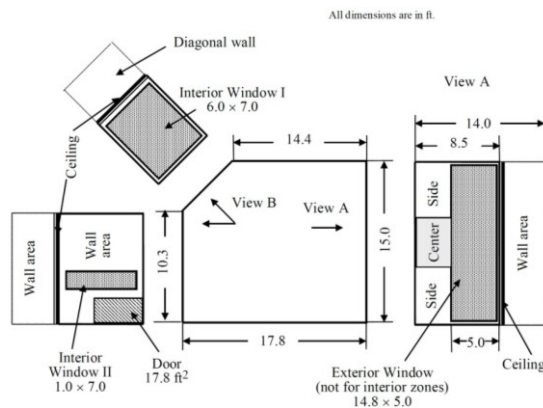 All dimensions are in ft.
Diagonal wall
View A
Interior Window I
6.0 × 7.0
14.0
14.4
8.5
Ceiling
Side
View B
View A
Wall area
Wall
area
10.3
15.0
Center
Wall area
Side
17.8
5.0
Interior
Window II
1.0 × 7.0
Door
17.8 ft²
Exterior Window
(not for interior zones)
14.8 × 5.0
Ceiling